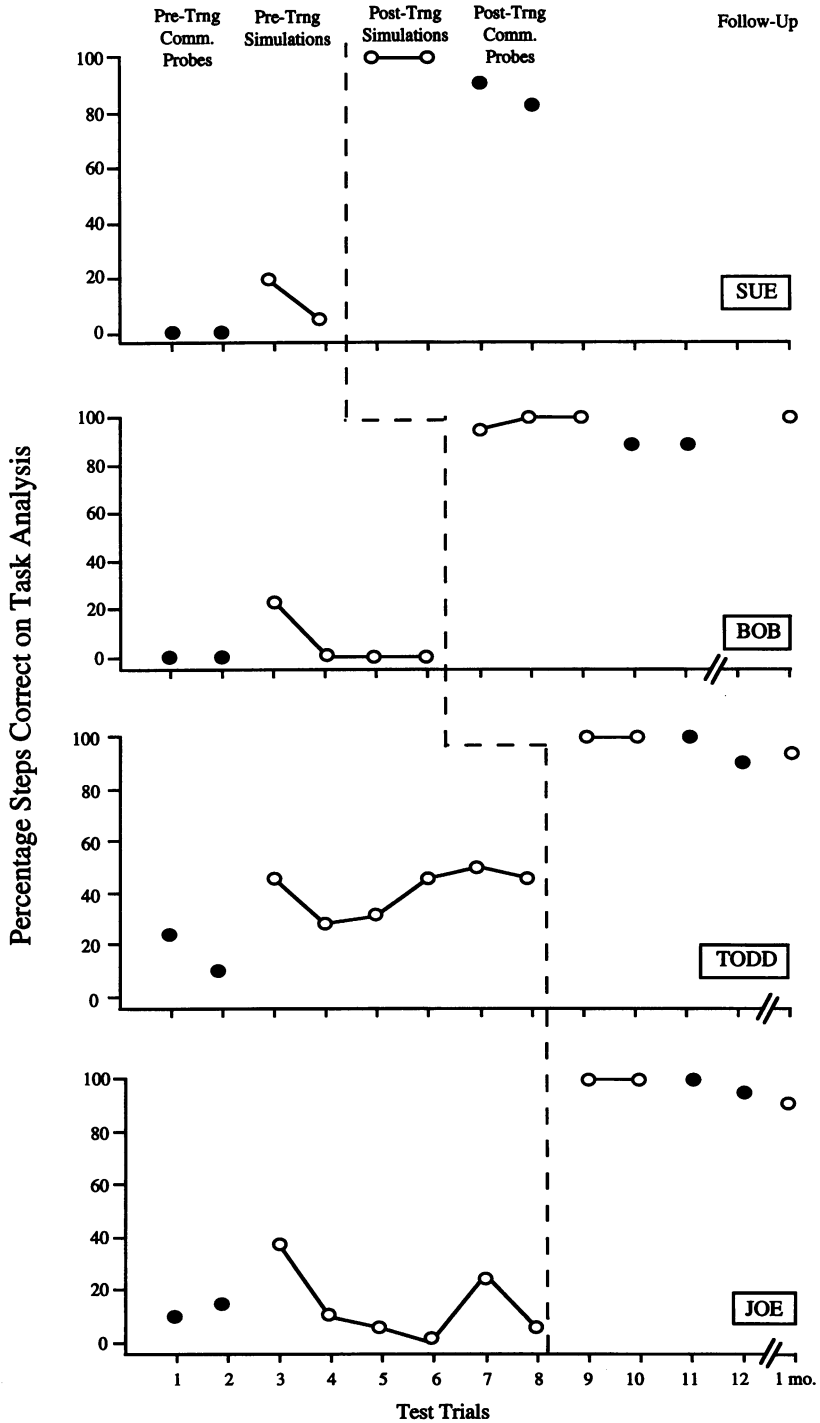 Pre-Trng
Comm.
Probes
Pre-Trng
Simulations
Post-Trng
Simulations
Post-Trng
Comm.
Probes
Follow-Up
Percentage Steps Correct on Task Analysis
100
80
60
40
20
0
SUE
100
80
60
40
20
0
BOB
100
80
60
40
20
0
TODD
100
80
60
40
20
0
JOE
1 2 3 4 5 6 7 8 9 10 11 12 1 mo.
Test Trials